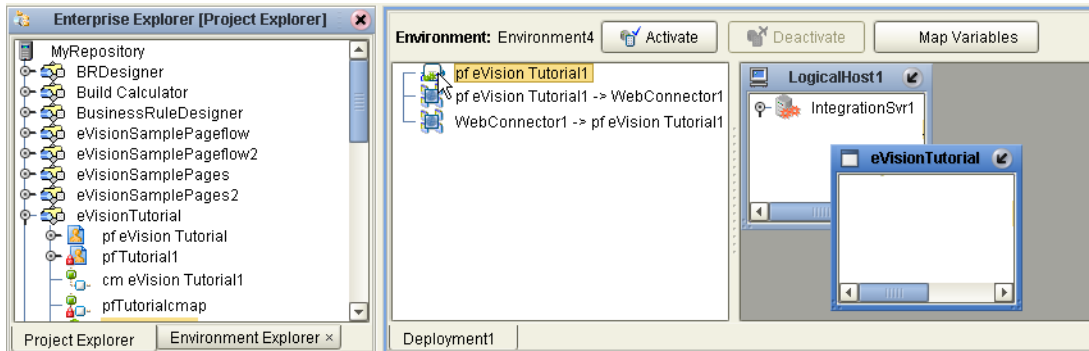 Enterprise Explorer [Project Explorer]
MyRepository
BRDesigner
Build Calculator
BusinessRuleDesigner
eVisionSamplePageflow
eVisionSamplePageflow2
eVisionSamplePages
eVisionSamplePages2
eVisionTutorial
pf eVision Tutorial
pfTutorial1
cm eVision Tutorial1
pfTutorialcmap
Project Explorer
Environment Explorer ×
Environment: Environment4
Activate
Deactivate
Map Variables
pf eVision Tutorial1
pf eVision Tutorial1 -> WebConnector1
WebConnector1 -> pf eVision Tutorial1
LogicalHost1
IntegrationSvr1
eVisionTutorial
Deployment1